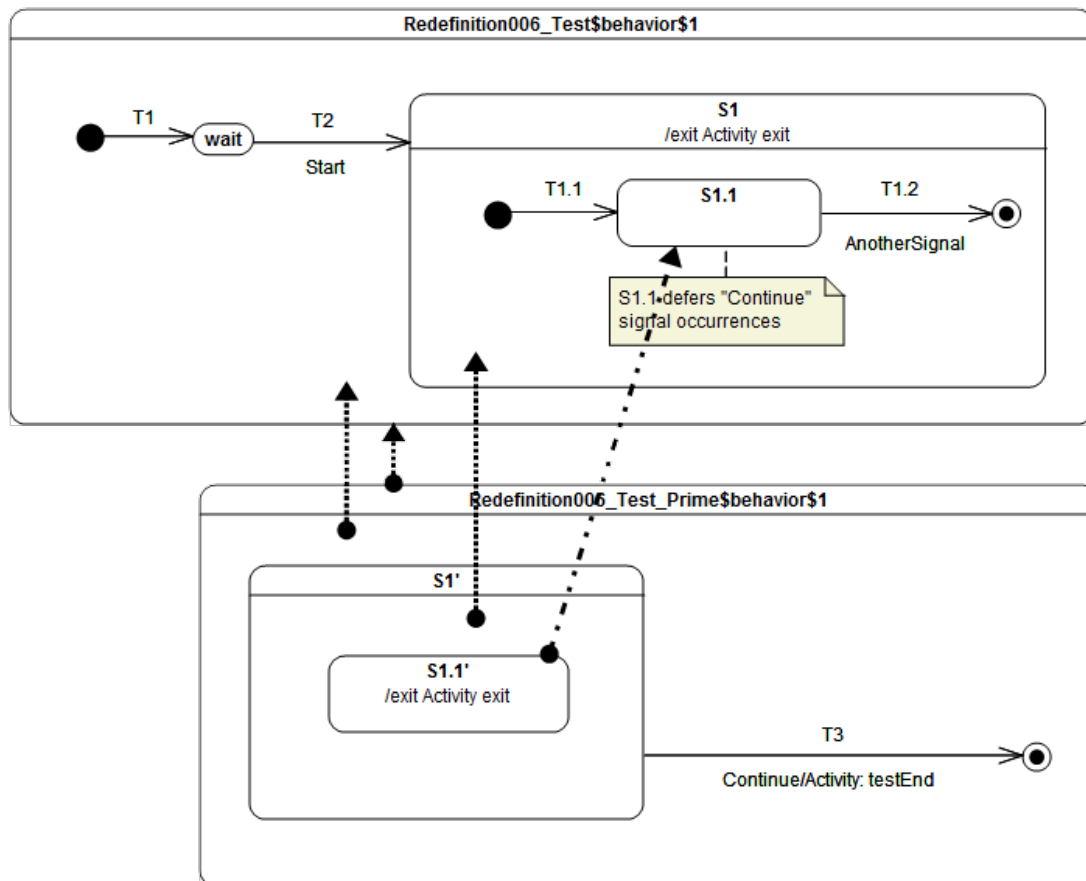 Redefinition006_Test$behavior$1
T1
wait
T2
Start
S1
/exit Activity exit
T1.1
S1.1
T1.2
AnotherSignal
S1.1 defers "Continue"
signal occurrences
Redefinition006_Test_Prime$behavior$1
S1'
S1.1'
/exit Activity exit
T3
Continue/Activity: testEnd